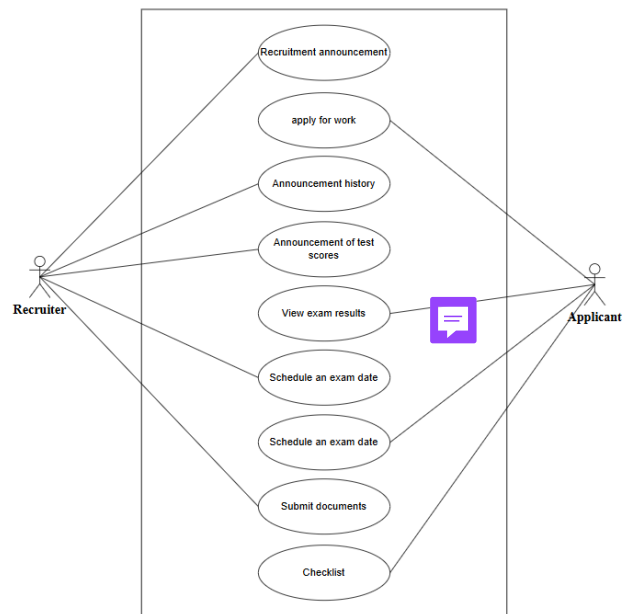 Recruitment announcement
apply for work
Announcement history
Announcement of test
scores
Recruiter
View exam results
Applicant
Schedule an exam date
Schedule an exam date
Submit documents
Checklist